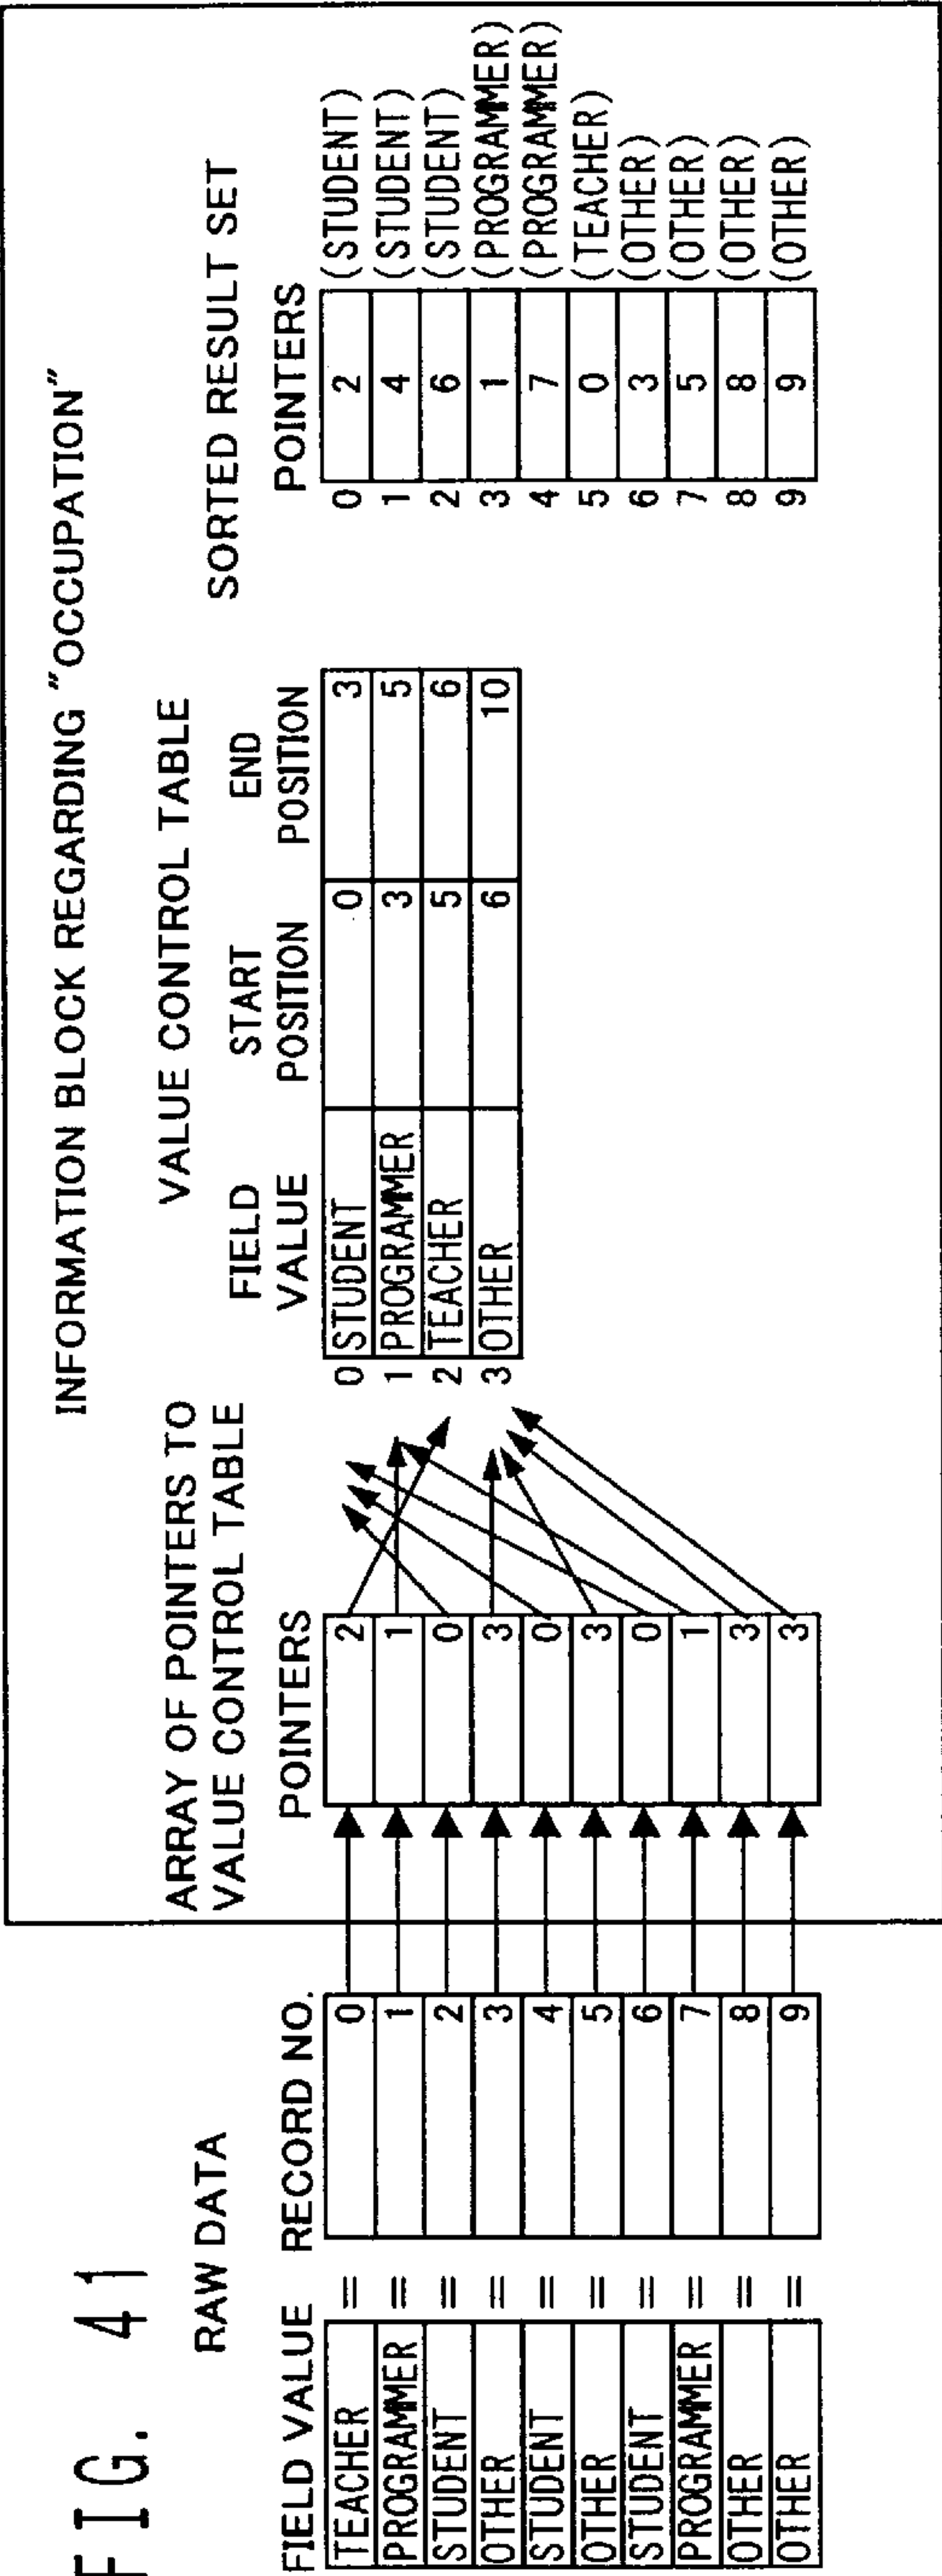 FIG. 41
INFORMATION BLOCK REGARDING "OCCUPATION"
RAW DATA
ARRAY OF POINTERS TO
VALUE CONTROL TABLE
VALUE CONTROL TABLE
SORTED RESULT SET
FIELD VALUE RECORD NO. POINTERS
FIELD
VALUE
START
POSITION
END
POSITION
POINTERS
TEACHER = 0 2 0 STUDENT 0 3 0 2 (STUDENT)
PROGRAMMER = 1 1 1 PROGRAMMER 3 5 1 4 (STUDENT)
STUDENT = 2 0 2 TEACHER 5 6 2 6 (STUDENT)
OTHER = 3 3 3 OTHER 6 10 3 1 (PROGRAMMER)
STUDENT = 4 0 4 7 (PROGRAMMER)
OTHER = 5 3 5 0 (TEACHER)
STUDENT = 6 0 6 3 (OTHER)
PROGRAMMER = 7 1 7 5 (OTHER)
OTHER = 8 3 8 8 (OTHER)
OTHER = 9 3 9 9 (OTHER)